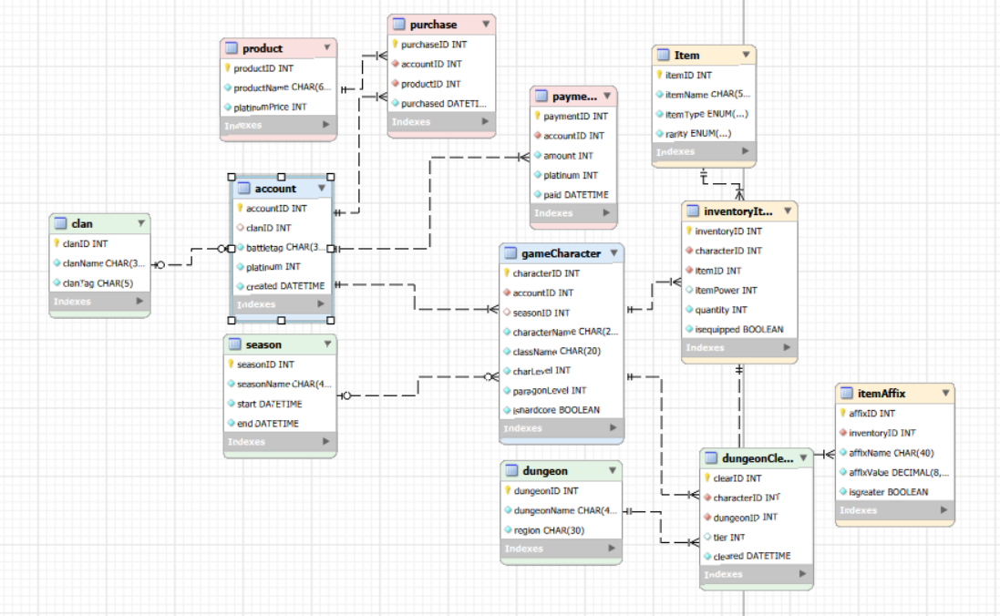 product
productID INT
productName CHAR(6...
platinumPrice INT
Indexes
purchase
purchaseID INT
accountID INT
productID INT
purchased DATETI...
Indexes
payme...
paymentID INT
accountID INT
amount INT
platinum INT
paid DATETIME
Indexes
Item
itemID INT
itemName CHAR(5...
itemType ENUM(...)
rarity ENUM(...)
Indexes
account
accountID INT
clanID INT
battletag CHAR(3...
platinum INT
created DATETIME
Indexes
clan
clanID INT
clanName CHAR(3...
clanTag CHAR(5)
Indexes
gameCharacter
characterID INT
accountID INT
seasonID INT
characterName CHAR(2...
className CHAR(20)
charLevel INT
paragonLevel INT
ishardcore BOOLEAN
Indexes
inventoryIt...
inventoryID INT
characterID INT
itemID INT
itemPower INT
quantity INT
isequipped BOOLEAN
Indexes
season
seasonID INT
seasonName CHAR(4...
start DATETIME
end DATETIME
Indexes
itemAffix
affixID INT
inventoryID INT
affixName CHAR(40)
affixValue DECIMAL(8,...
isgreater BOOLEAN
Indexes
dungeon
dungeonID INT
dungeonName CHAR(4...
region CHAR(30)
Indexes
dungeonCle...
clearID INT
characterID INT
dungeonID INT
tier INT
cleared DATETIME
Indexes